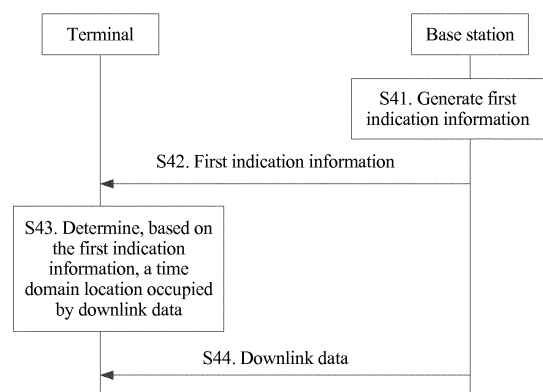 Terminal
Base station
S41. Generate first
indication information
S42. First indication information
S43. Determine, based on
the first indication
information, a time
domain location occupied
by downlink data
S44. Downlink data